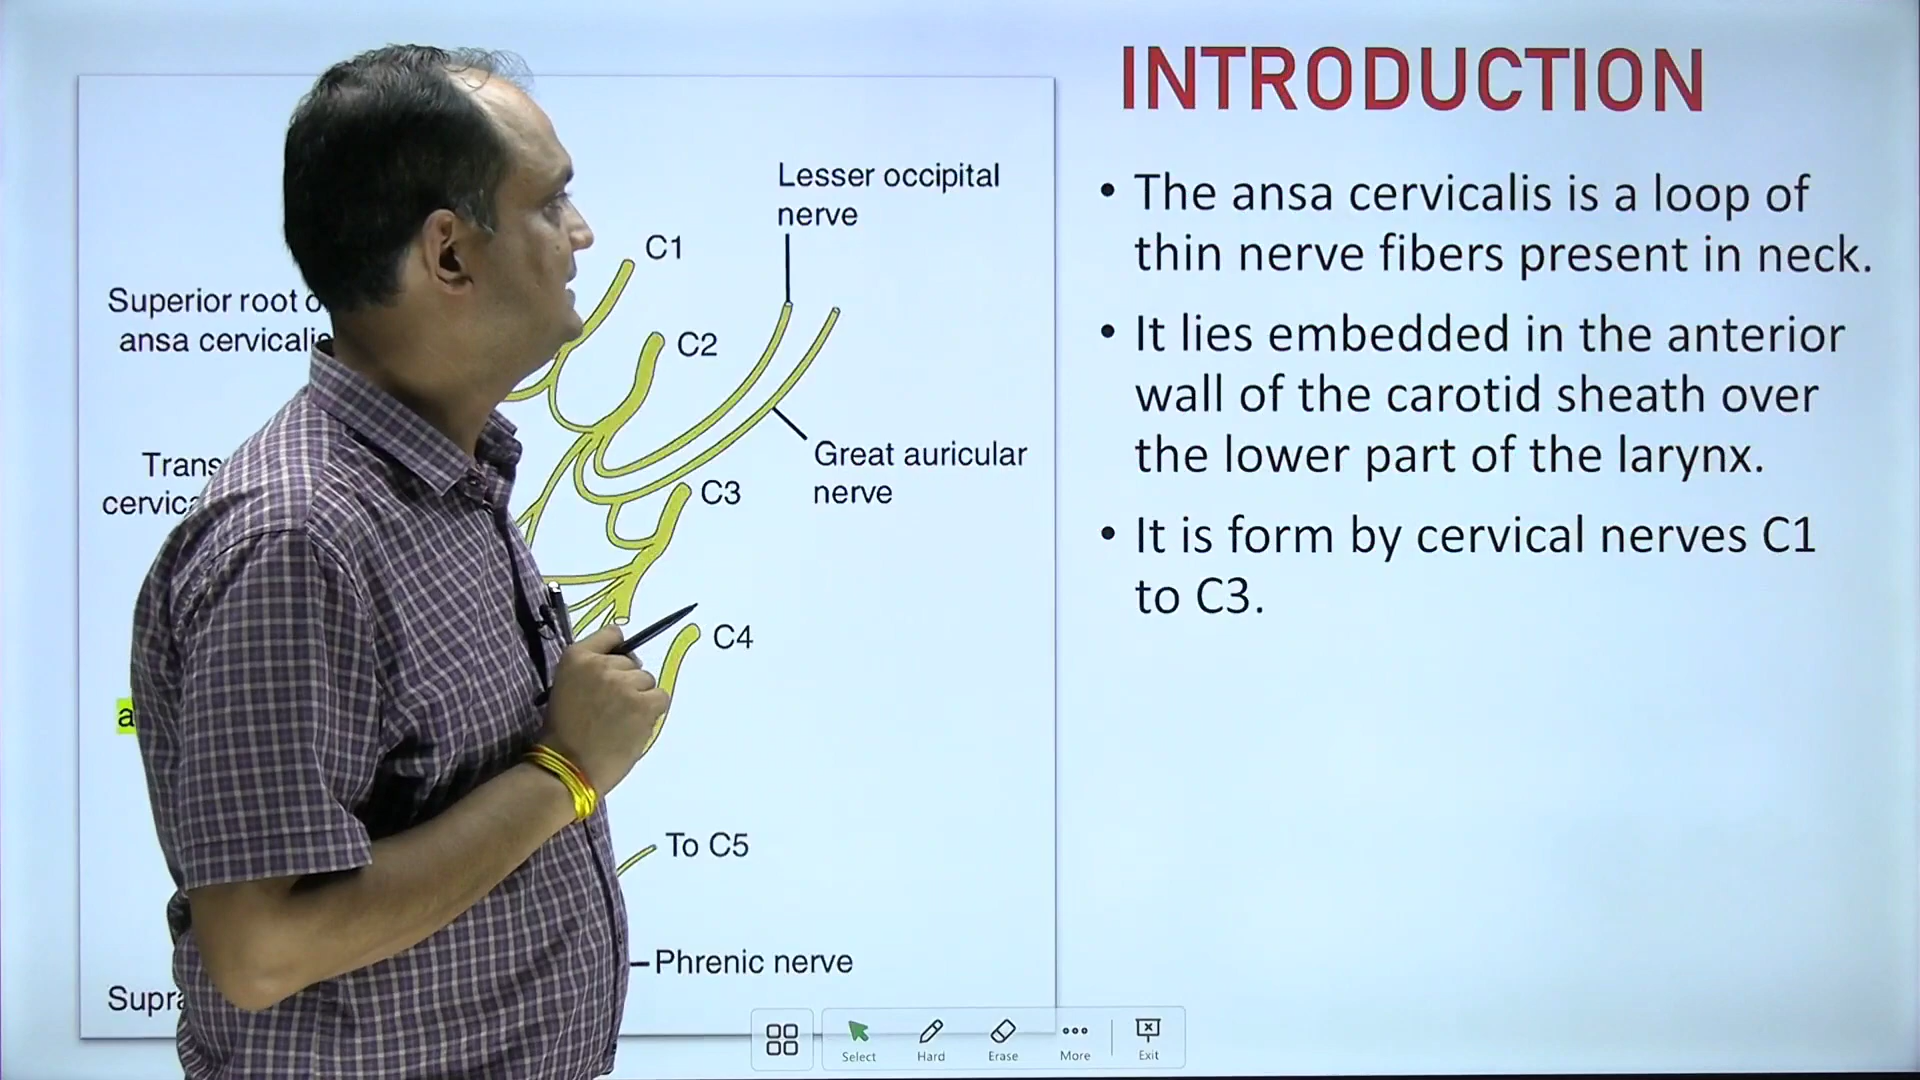 INTRODUCTION
• The ansa cervicalis is a loop of
thin nerve fibers present in neck.
• It lies embedded in the anterior
wall of the carotid sheath over
the lower part of the larynx.
• It is form by cervical nerves C1
to C3.
Lesser occipital
nerve
C1
Superior root
ansa cervicalis
C2
Great auricular
nerve
C3
C4
To C5
Phrenic nerve
Select
Hard
Erase
More
Exit